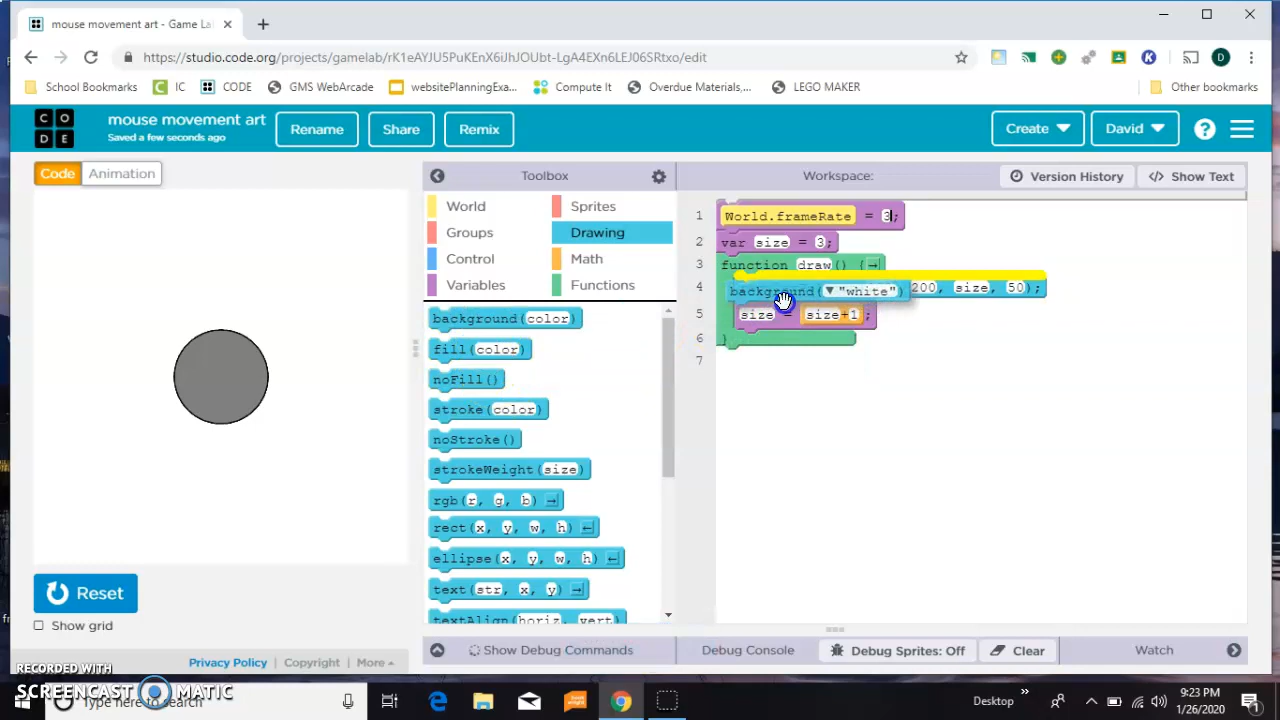 mouse movement art - Game La
https://studio.code.org/projects/gamelab/rK1eAYJU5PuKEnX6iJhJOUbt-LgA4EXn6LEJ06SRtxo/edit
D
School Bookmarks IC CODE GMS WebArcade websitePlanningExa... Compute It Overdue Materials,... LEGO MAKER Other bookmarks
CODE
mouse movement art
Saved a few seconds ago
Rename Share Remix Create David ?
Code Animation
Toolbox
Workspace: Version History </> Show Text
World Sprites
Groups Drawing
Control Math
Variables Functions
background(color)
fill(color)
noFill()
stroke(color)
noStroke()
strokeWeight(size)
rgb(r, g, b)
rect(x, y, w, h)
ellipse(x, y, w, h)
text(str, x, y)
textAlign(horiz, vert)
1 World.frameRate = 3;
2 var size = 3;
3 function draw() {
4 background("white") 200, size, 50);
5 size = size+1;
6 }
7
Reset
Show grid
Privacy Policy Copyright More
Show Debug Commands Debug Console Debug Sprites: Off Clear Watch
RECORDED WITH
SCREENCAST MATIC
Type here to search
Desktop
9:23 PM
1/26/2020